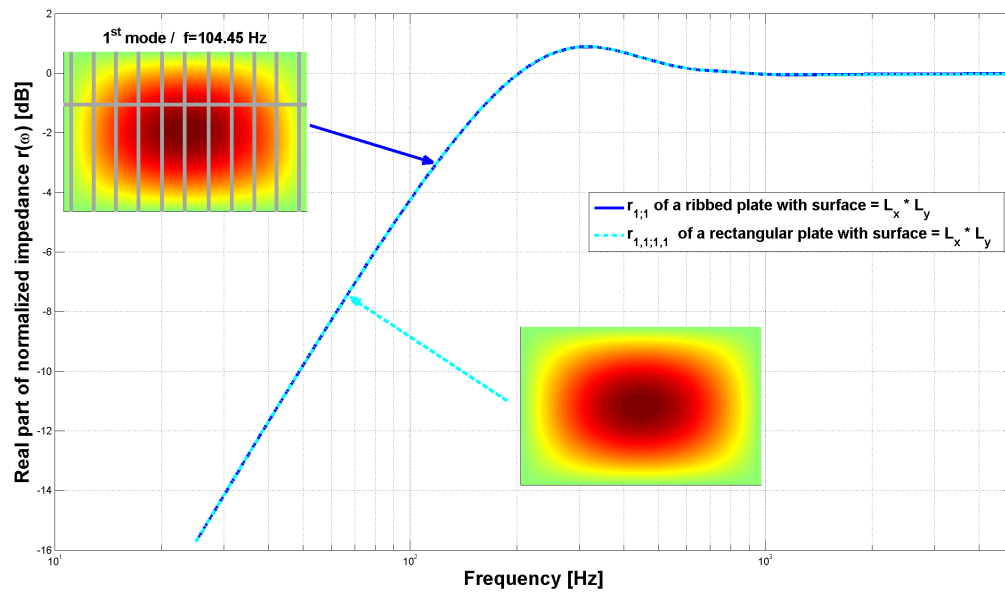 1st mode / f=104.45 Hz
Real part of normalized impedance r(ω) [dB]
2
0
-2
-4
-6
-8
-10
-12
-14
-16
r1;1 of a ribbed plate with surface = Lx * Ly
r1,1;1,1 of a rectangular plate with surface = Lx * Ly
10^1
10^2
10^3
Frequency [Hz]